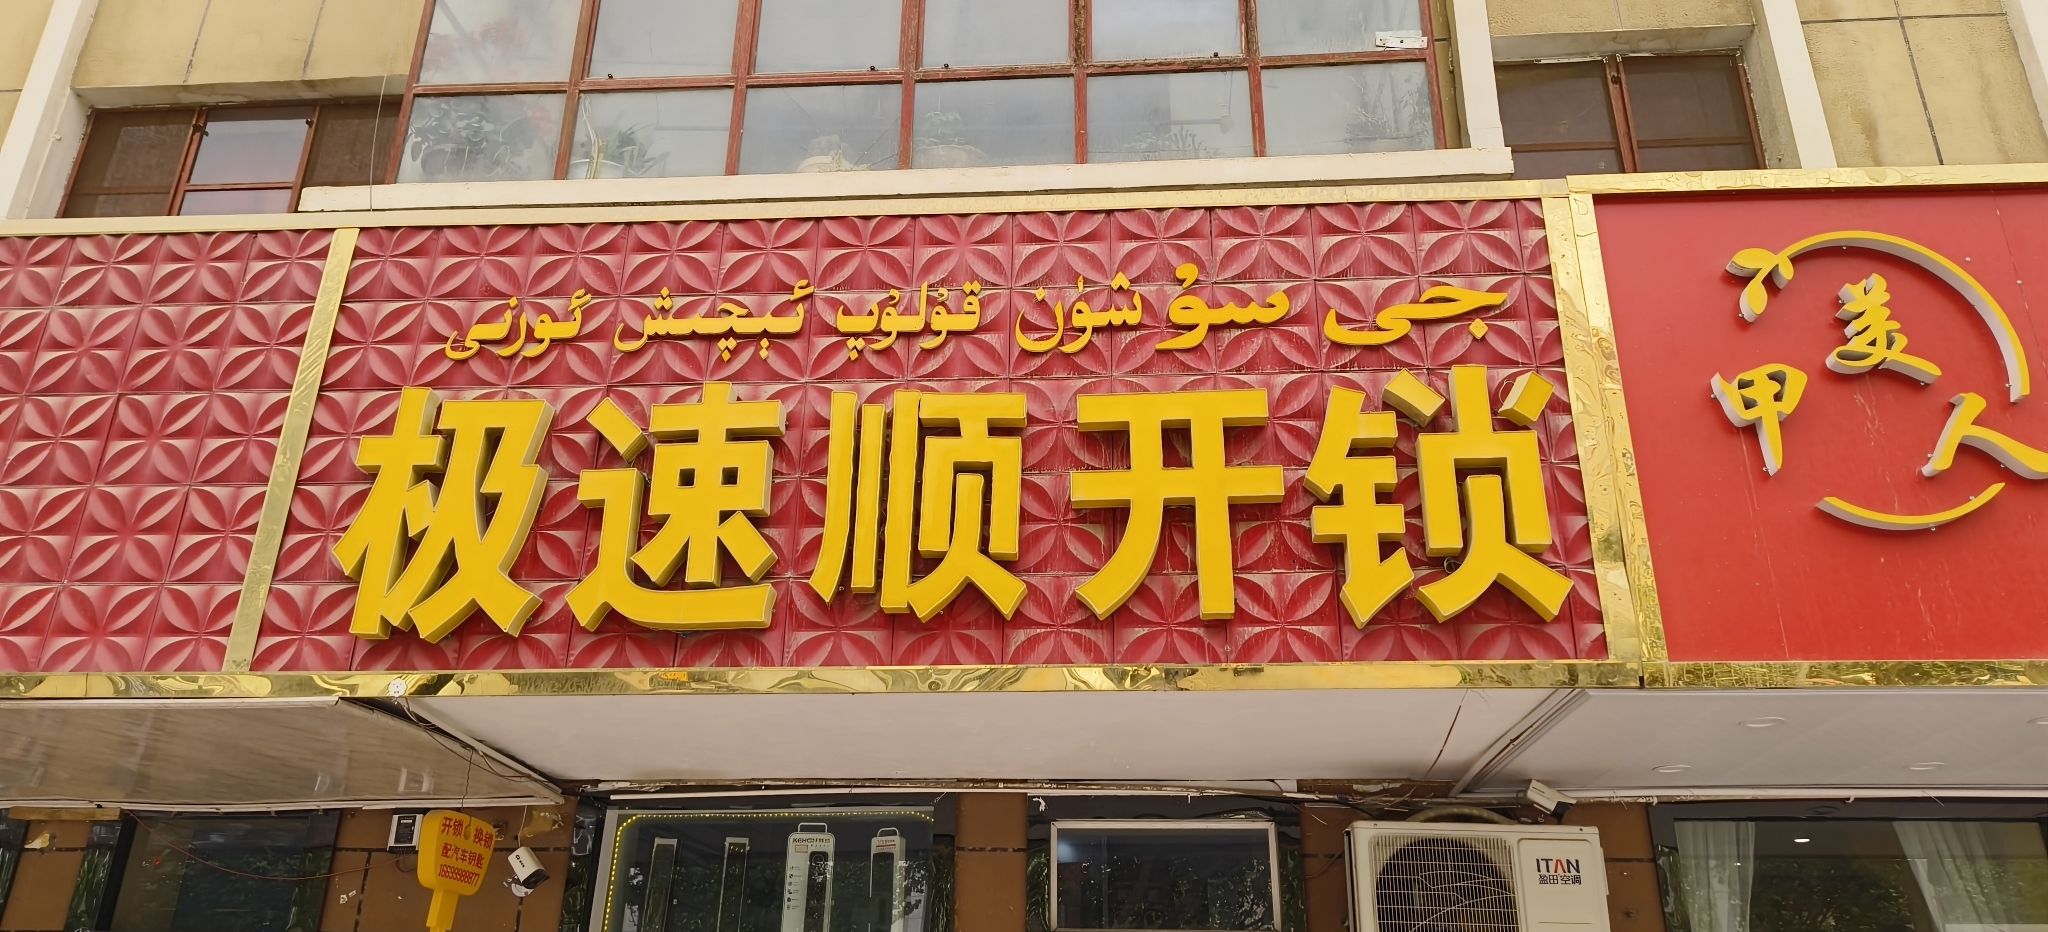 جى سۇ شۈن قۇلۇپ ئېچىش ئورنى
极速顺开锁
美
甲
人
开锁 换锁
配汽车钥匙
ITAN
盈田空调